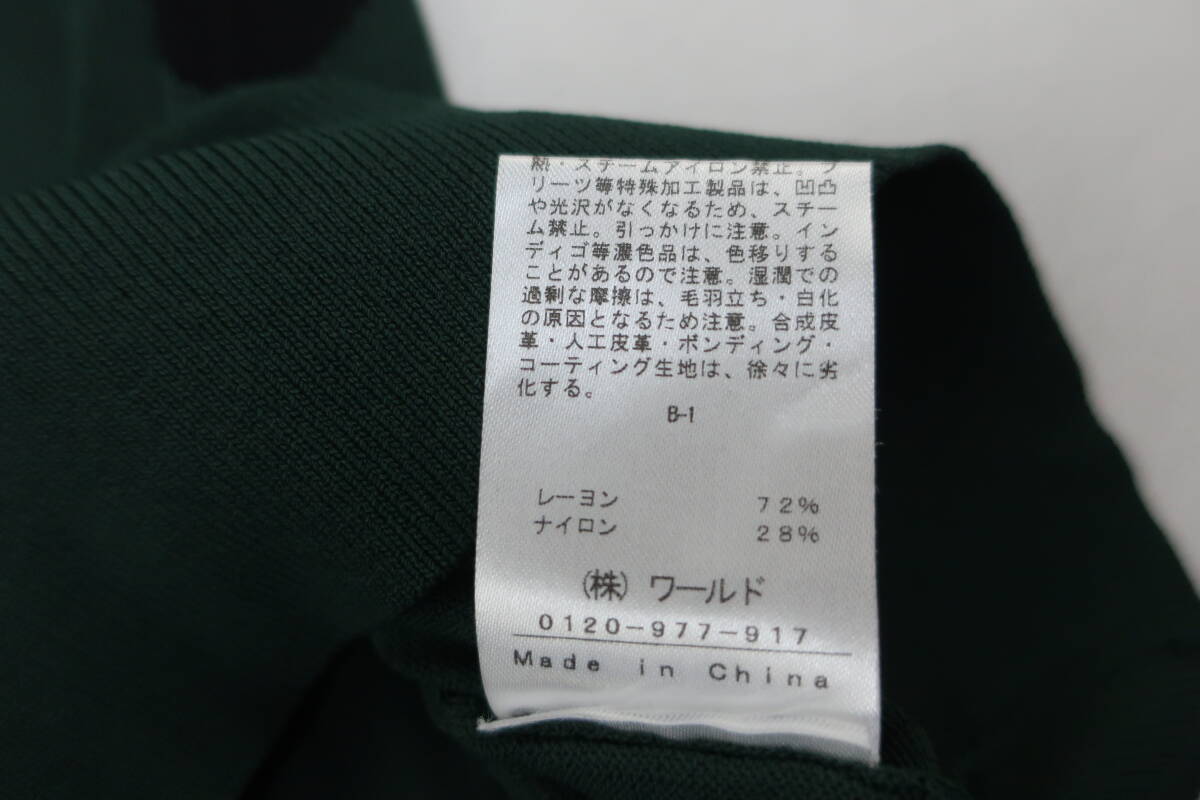 熱・スチームアイロン禁止。プ
リーツ等特殊加工製品は、凹凸
や光沢がなくなるため、スチー
ム禁止。引っかけに注意。イン
ディゴ等濃色品は、色移りする
ことがあるので注意。湿潤での
過剰な摩擦は、毛羽立ち・白化
の原因となるため注意。合成皮
革・人工皮革・ボンディング・
コーティング生地は、徐々に劣
化する。
B-1
レーヨン 72%
ナイロン 28%
(株) ワールド
0120-977-917
Made in China